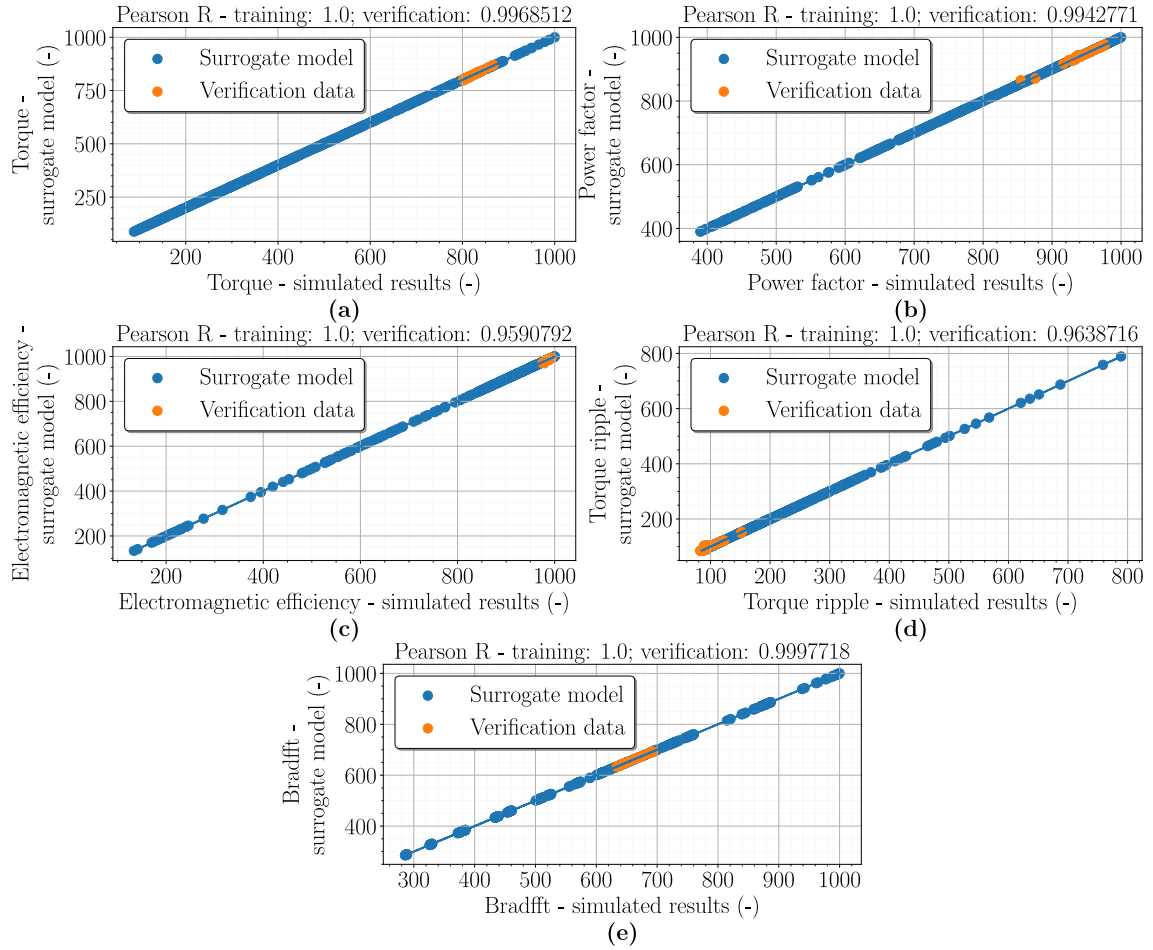 Pearson R - training: 1.0; verification: 0.9968512
Torque -
surrogate model (-)
1000
750
500
250
Surrogate model
Verification data
200 400 600 800 1000
Torque - simulated results (-)
(a)
Pearson R - training: 1.0; verification: 0.9942771
Power factor -
surrogate model (-)
1000
800
600
400
Surrogate model
Verification data
400 500 600 700 800 900 1000
Power factor - simulated results (-)
(b)
Pearson R - training: 1.0; verification: 0.9590792
Electromagnetic efficiency -
surrogate model (-)
1000
800
600
400
200
Surrogate model
Verification data
200 400 600 800 1000
Electromagnetic efficiency - simulated results (-)
(c)
Pearson R - training: 1.0; verification: 0.9638716
Torque ripple -
surrogate model (-)
800
600
400
200
Surrogate model
Verification data
100 200 300 400 500 600 700 800
Torque ripple - simulated results (-)
(d)
Pearson R - training: 1.0; verification: 0.9997718
Bradfft -
surrogate model (-)
1000
800
600
400
Surrogate model
Verification data
300 400 500 600 700 800 900 1000
Bradfft - simulated results (-)
(e)